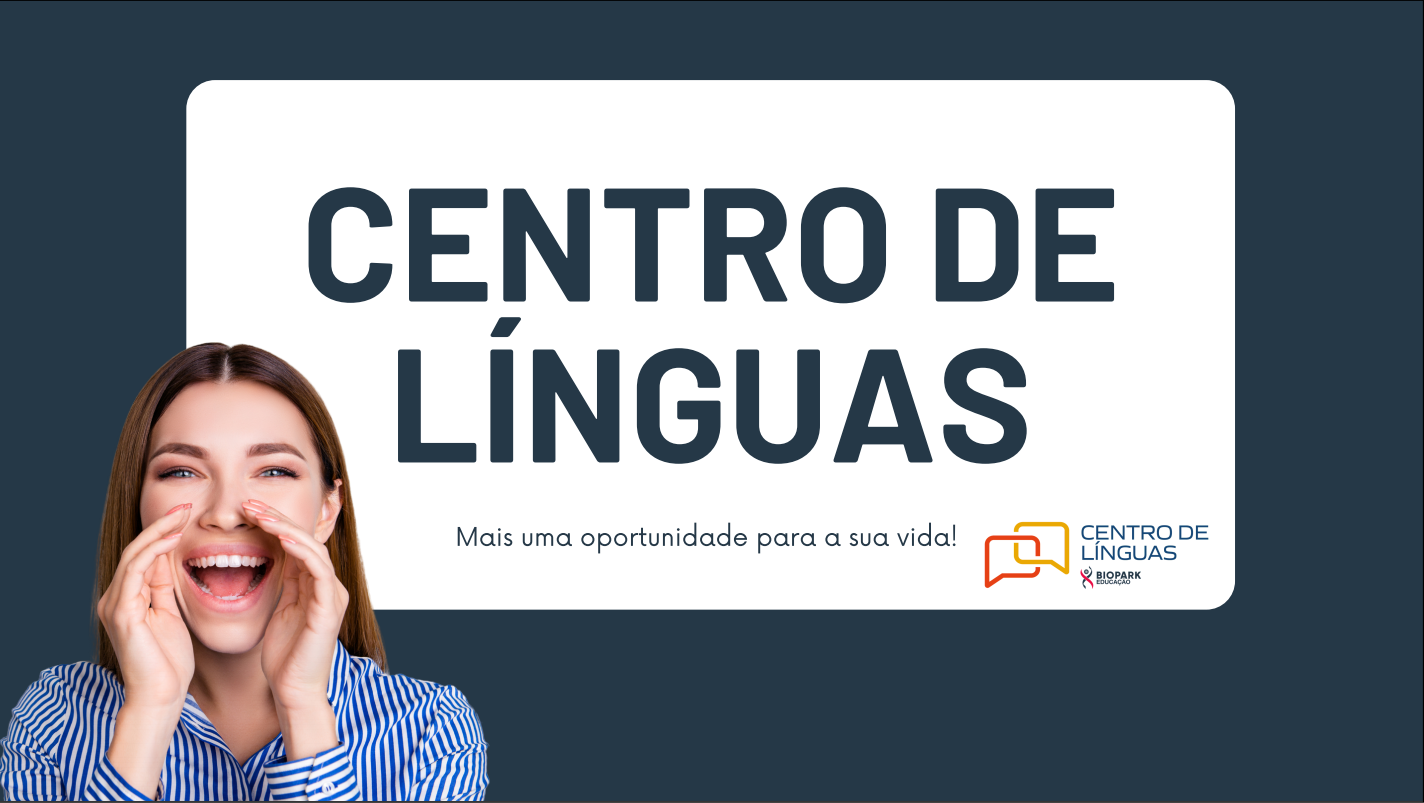 CENTRO DE
LÍNGUAS
Mais uma oportunidade para a sua vida!
CENTRO DE
LÍNGUAS
BIOPARK
EDUCAÇÃO